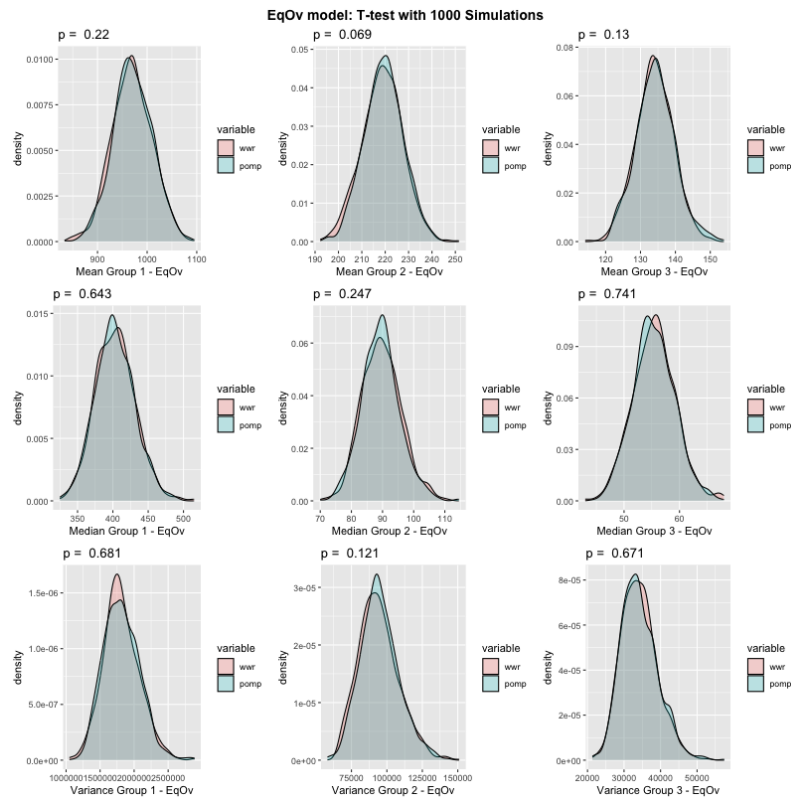 EqOv model: T-test with 1000 Simulations
p = 0.22
0.0100
0.0075
0.0050
0.0025
0.0000
density
900
1000
1100
Mean Group 1 - EqOv
variable
wwr
pomp
p = 0.069
0.05
0.04
0.03
0.02
0.01
0.00
density
190
200
210
220
230
240
250
Mean Group 2 - EqOv
variable
wwr
pomp
p = 0.13
0.08
0.06
0.04
0.02
0.00
density
120
130
140
150
Mean Group 3 - EqOv
variable
wwr
pomp
p = 0.643
0.015
0.010
0.005
0.000
density
350
400
450
500
Median Group 1 - EqOv
variable
wwr
pomp
p = 0.247
0.06
0.04
0.02
0.00
density
70
80
90
100
110
Median Group 2 - EqOv
variable
wwr
pomp
p = 0.741
0.09
0.06
0.03
0.00
density
50
60
Median Group 3 - EqOv
variable
wwr
pomp
p = 0.681
1.5e-06
1.0e-06
5.0e-07
0.0e+00
density
1000000
1500000
2000000
2500000
Variance Group 1 - EqOv
variable
wwr
pomp
p = 0.121
3e-05
2e-05
1e-05
0e+00
density
75000
100000
125000
150000
Variance Group 2 - EqOv
variable
wwr
pomp
p = 0.671
8e-05
6e-05
4e-05
2e-05
0e+00
density
20000
30000
40000
50000
Variance Group 3 - EqOv
variable
wwr
pomp